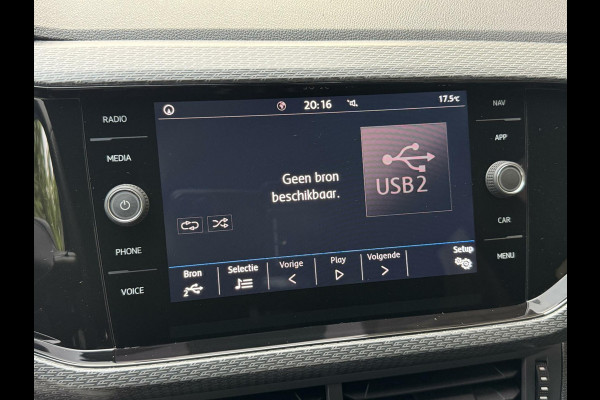 RADIO
MEDIA
PHONE
VOICE
20:16
17.5°C
Geen bron
beschikbaar.
USB2
Bron
2
Selectie
Vorige
Play
Volgende
Setup
NAV
APP
CAR
MENU